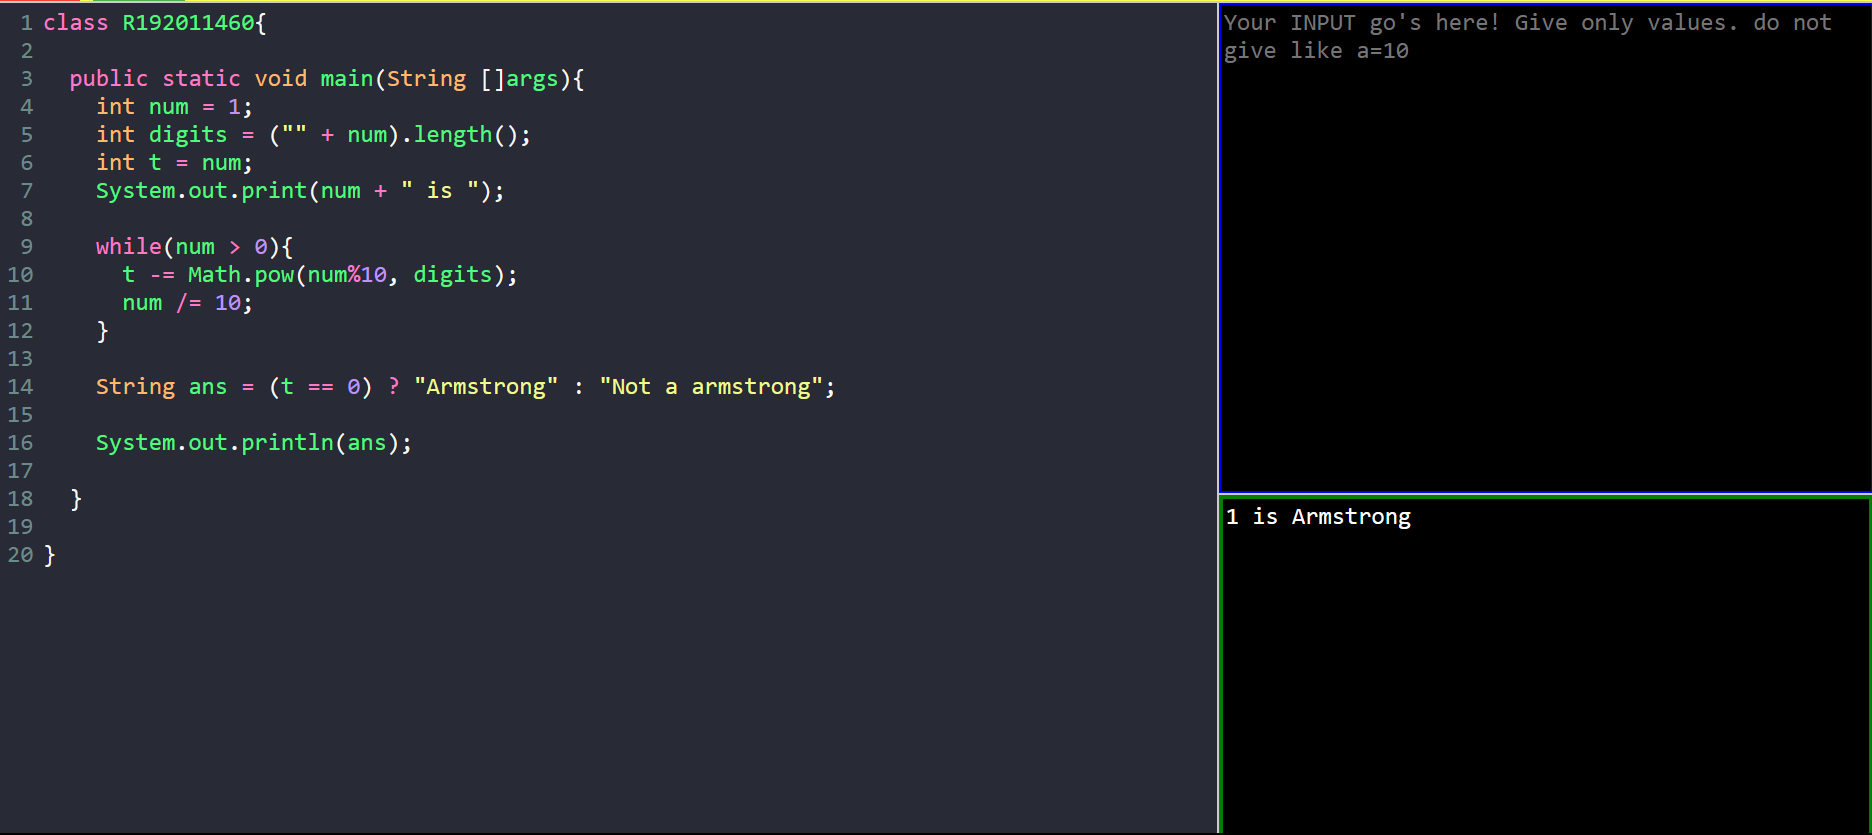 1 class R192011460{
2
3   public static void main(String []args){
4     int num = 1;
5     int digits = ("" + num).length();
6     int t = num;
7     System.out.print(num + " is ");
8
9     while(num > 0){
10       t -= Math.pow(num%10, digits);
11       num /= 10;
12     }
13
14     String ans = (t == 0) ? "Armstrong" : "Not a armstrong";
15
16     System.out.println(ans);
17
18   }
19
20 }
Your INPUT go's here! Give only values. do not
give like a=10
1 is Armstrong